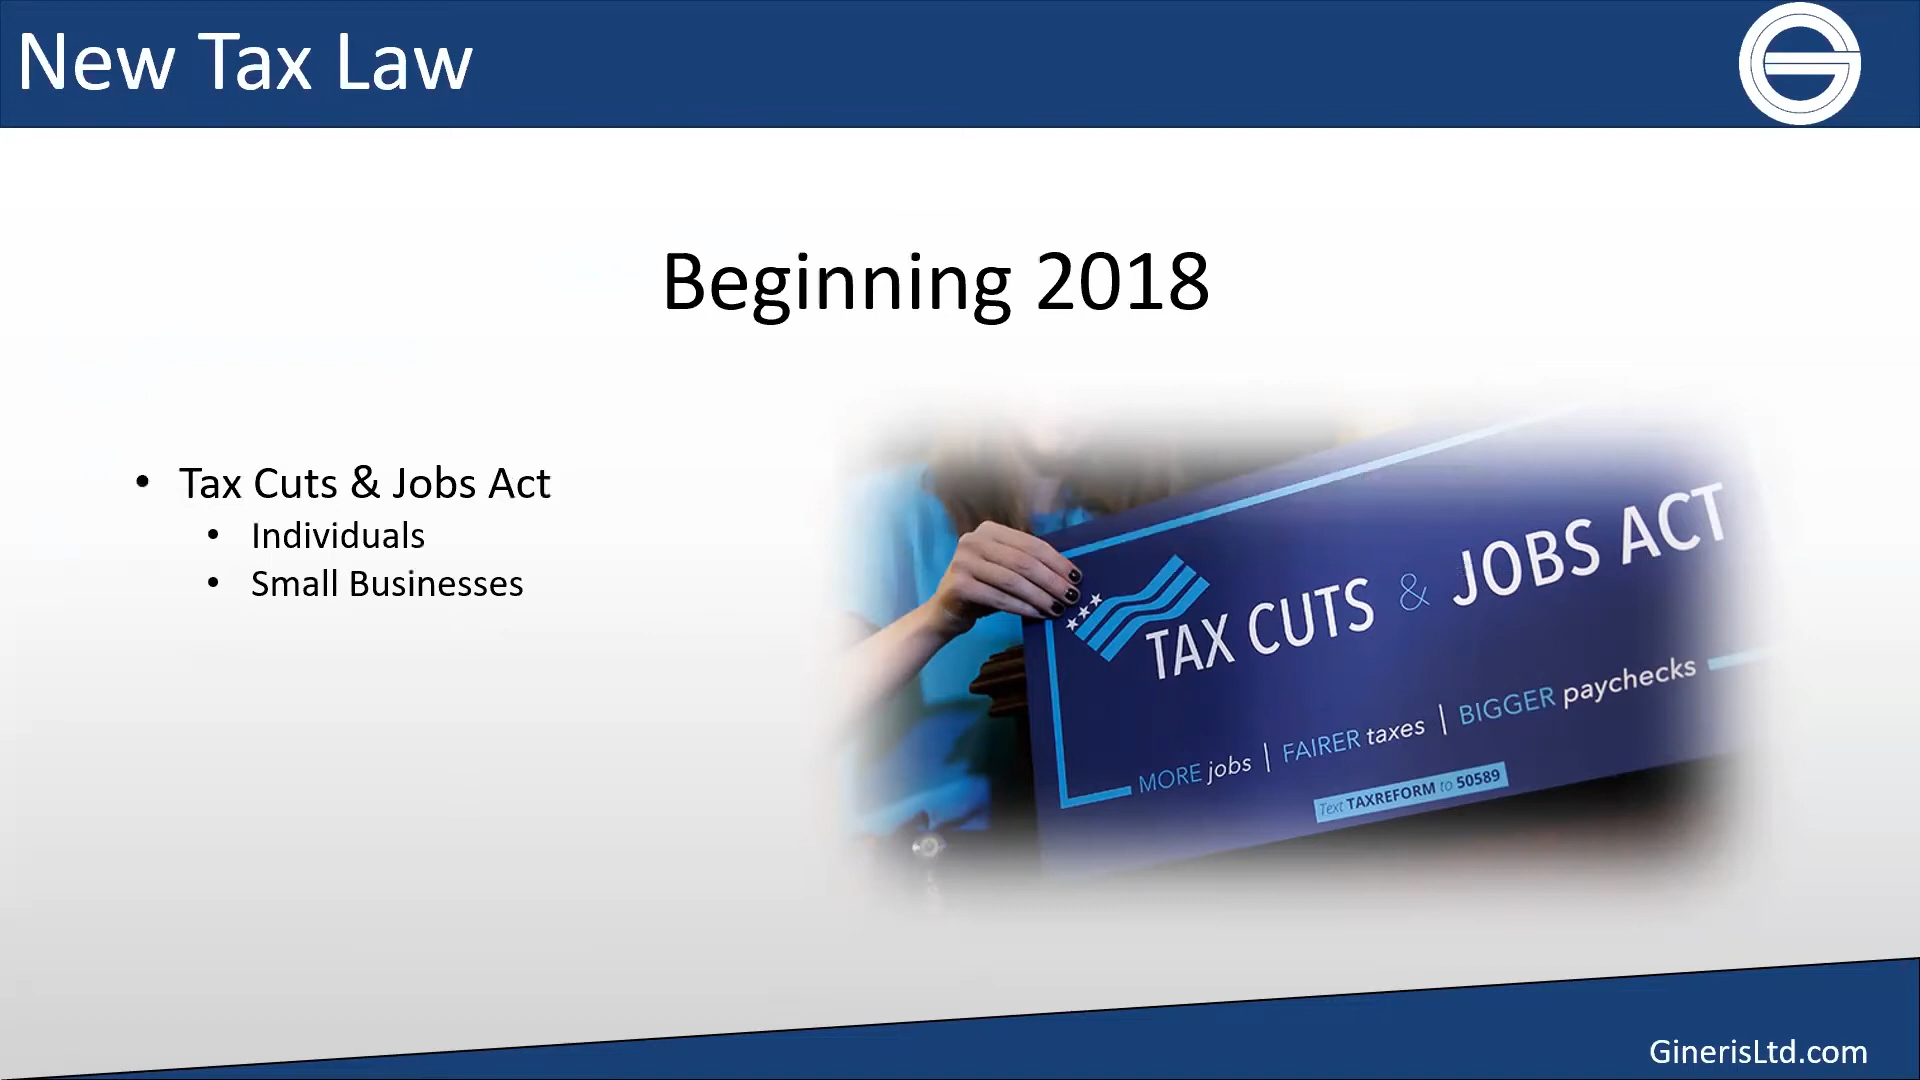 New Tax Law
Beginning 2018
• Tax Cuts & Jobs Act
• Individuals
• Small Businesses
TAX CUTS & JOBS ACT
MORE jobs | FAIRER taxes | BIGGER paychecks
Text TAXREFORM to 50589
GinerisLtd.com